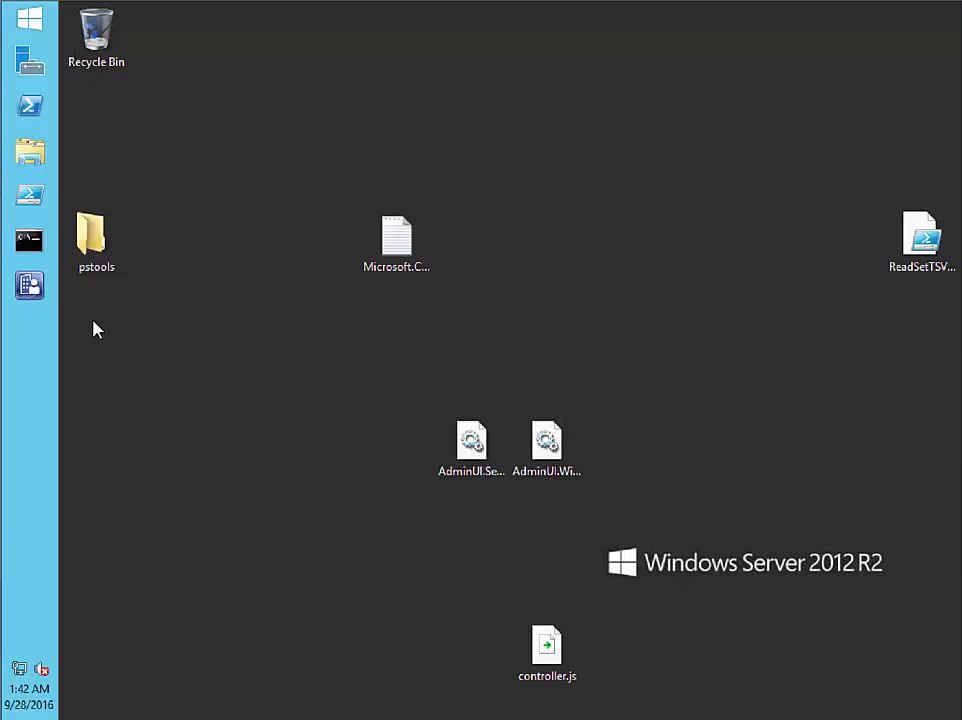 Recycle Bin
pstools
Microsoft.C...
ReadSetTSV...
AdminUI.Se...
AdminUI.Wi...
Windows Server 2012 R2
controller.js
1:42 AM
9/28/2016